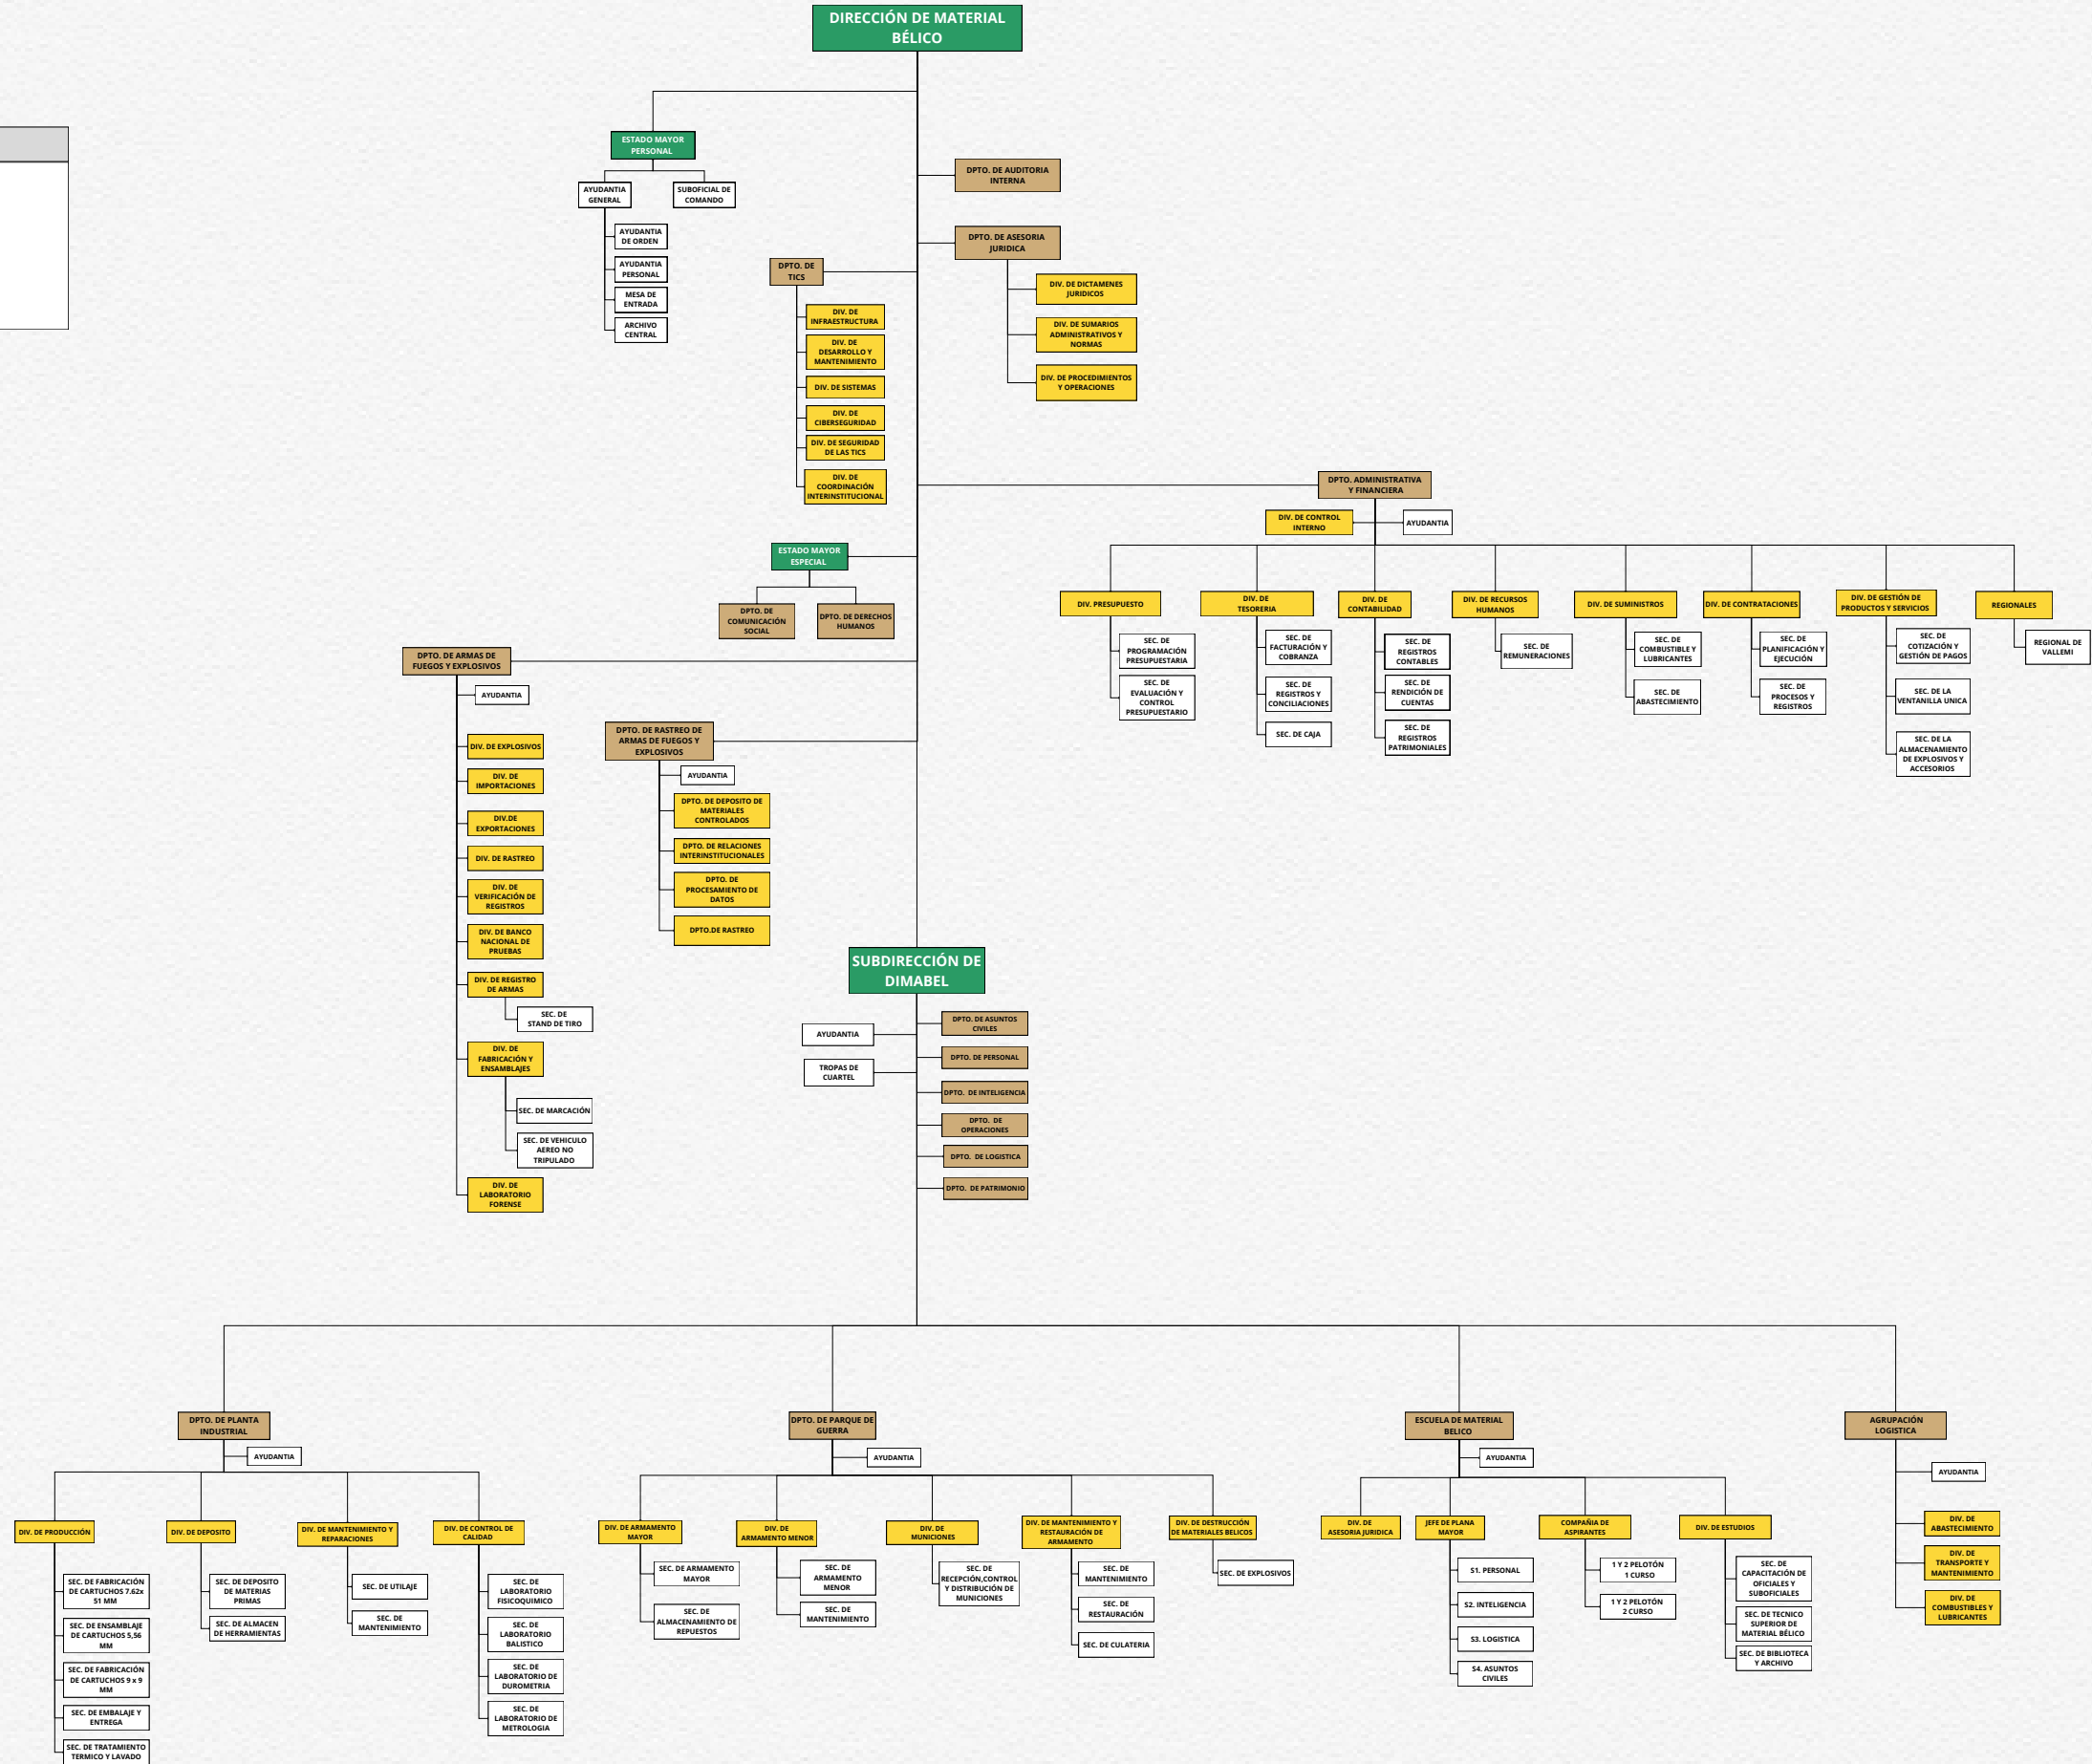 DIRECCIÓN DE MATERIAL
BÉLICO
ESTADO MAYOR
PERSONAL
AYUDANTIA
GENERAL
SUBOFICIAL DE
COMANDO
AYUDANTIA
DE ORDEN
AYUDANTIA
PERSONAL
MESA DE
ENTRADA
ARCHIVO
CENTRAL
DPTO. DE AUDITORIA
INTERNA
DPTO. DE ASESORIA
JURIDICA
DIV. DE DICTAMENES
JURIDICOS
DIV. DE SUMARIOS
ADMINISTRATIVOS Y
NORMAS
DIV. DE PROCEDIMIENTOS
Y OPERACIONES
DPTO. DE
TICS
DIV. DE
INFRAESTRUCTURA
DIV. DE
DESARROLLO Y
MANTENIMIENTO
DIV. DE SISTEMAS
DIV. DE
CIBERSEGURIDAD
DIV. DE SEGURIDAD
DE LAS TICS
DIV. DE
COORDINACIÓN
INTERINSTITUCIONAL
DPTO. ADMINISTRATIVA
Y FINANCIERA
DIV. DE CONTROL
INTERNO
AYUDANTIA
DIV. PRESUPUESTO
SEC. DE
PROGRAMACIÓN
PRESUPUESTARIA
SEC. DE
EVALUACIÓN Y
CONTROL
PRESUPUESTARIO
DIV. DE
TESORERIA
SEC. DE
FACTURACIÓN Y
COBRANZA
SEC. DE
REGISTROS Y
CONCILIACIONES
SEC. DE CAJA
DIV. DE
CONTABILIDAD
SEC. DE
REGISTROS
CONTABLES
SEC. DE
RENDICIÓN DE
CUENTAS
SEC. DE
REGISTROS
PATRIMONIALES
DIV. DE RECURSOS
HUMANOS
SEC. DE
REMUNERACIONES
DIV. DE SUMINISTROS
SEC. DE
COMBUSTIBLE Y
LUBRICANTES
SEC. DE
ABASTECIMIENTO
DIV. DE CONTRATACIONES
SEC. DE
PLANIFICACIÓN Y
EJECUCIÓN
SEC. DE
PROCESOS Y
REGISTROS
DIV. DE GESTIÓN DE
PRODUCTOS Y SERVICIOS
SEC. DE
COTIZACIÓN Y
GESTIÓN DE PAGOS
SEC. DE LA
VENTANILLA UNICA
SEC. DE LA
ALMACENAMIENTO
DE EXPLOSIVOS Y
ACCESORIOS
REGIONALES
REGIONAL DE
VALLEMI
ESTADO MAYOR
ESPECIAL
DPTO. DE
COMUNICACIÓN
SOCIAL
DPTO. DE DERECHOS
HUMANOS
DPTO. DE ARMAS DE
FUEGOS Y EXPLOSIVOS
AYUDANTIA
DIV. DE EXPLOSIVOS
DIV. DE
IMPORTACIONES
DIV.DE
EXPORTACIONES
DIV. DE RASTREO
DIV. DE
VERIFICACIÓN DE
REGISTROS
DIV. DE BANCO
NACIONAL DE
PRUEBAS
DIV. DE REGISTRO
DE ARMAS
SEC. DE
STAND DE TIRO
DIV. DE
FABRICACIÓN Y
ENSAMBLAJES
SEC. DE MARCACIÓN
SEC. DE VEHICULO
AEREO NO
TRIPULADO
DIV. DE
LABORATORIO
FORENSE
DPTO. DE RASTREO DE
ARMAS DE FUEGOS Y
EXPLOSIVOS
AYUDANTIA
DPTO. DE DEPOSITO DE
MATERIALES
CONTROLADOS
DPTO. DE RELACIONES
INTERINSTITUCIONALES
DPTO. DE
PROCESAMIENTO DE
DATOS
DPTO.DE RASTREO
SUBDIRECCIÓN DE
DIMABEL
AYUDANTIA
TROPAS DE
CUARTEL
DPTO. DE ASUNTOS
CIVILES
DPTO. DE PERSONAL
DPTO. DE INTELIGENCIA
DPTO. DE
OPERACIONES
DPTO. DE LOGISTICA
DPTO. DE PATRIMONIO
DPTO. DE PLANTA
INDUSTRIAL
AYUDANTIA
DIV. DE PRODUCCIÓN
SEC. DE FABRICACIÓN
DE CARTUCHOS 7.62x
51 MM
SEC. DE ENSAMBLAJE
DE CARTUCHOS 5,56
MM
SEC. DE FABRICACIÓN
DE CARTUCHOS 9 x 9
MM
SEC. DE EMBALAJE Y
ENTREGA
SEC. DE TRATAMIENTO
TERMICO Y LAVADO
DIV. DE DEPOSITO
SEC. DE DEPOSITO
DE MATERIAS
PRIMAS
SEC. DE ALMACEN
DE HERRAMIENTAS
DIV. DE MANTENIMIENTO Y
REPARACIONES
SEC. DE UTILAJE
SEC. DE
MANTENIMIENTO
DIV. DE CONTROL DE
CALIDAD
SEC. DE
LABORATORIO
FISICOQUIMICO
SEC. DE
LABORATORIO
BALISTICO
SEC. DE
LABORATORIO DE
DUROMETRIA
SEC. DE
LABORATORIO DE
METROLOGIA
DPTO. DE PARQUE DE
GUERRA
AYUDANTIA
DIV. DE ARMAMENTO
MAYOR
SEC. DE ARMAMENTO
MAYOR
SEC. DE
ALMACENAMIENTO DE
REPUESTOS
DIV. DE
ARMAMENTO MENOR
SEC. DE
ARMAMENTO
MENOR
SEC. DE
MANTENIMIENTO
DIV. DE
MUNICIONES
SEC. DE
RECEPCIÓN,CONTROL
Y DISTRIBUCIÓN DE
MUNICIONES
DIV. DE MANTENIMIENTO Y
RESTAURACIÓN DE
ARMAMENTO
SEC. DE
MANTENIMIENTO
SEC. DE
RESTAURACIÓN
SEC. DE CULATERIA
DIV. DE DESTRUCCIÓN
DE MATERIALES BELICOS
SEC. DE EXPLOSIVOS
ESCUELA DE MATERIAL
BELICO
AYUDANTIA
DIV. DE
ASESORIA JURIDICA
JEFE DE PLANA
MAYOR
S1. PERSONAL
S2. INTELIGENCIA
S3. LOGISTICA
S4. ASUNTOS
CIVILES
COMPAÑIA DE
ASPIRANTES
1 Y 2 PELOTÓN
1 CURSO
1 Y 2 PELOTÓN
2 CURSO
DIV. DE ESTUDIOS
SEC. DE
CAPACITACIÓN DE
OFICIALES Y
SUBOFICIALES
SEC. DE TECNICO
SUPERIOR DE
MATERIAL BÉLICO
SEC. DE BIBLIOTECA
Y ARCHIVO
AGRUPACIÓN
LOGISTICA
AYUDANTIA
DIV. DE
ABASTECIMIENTO
DIV. DE
TRANSPORTE Y
MANTENIMIENTO
DIV. DE
COMBUSTIBLES Y
LUBRICANTES